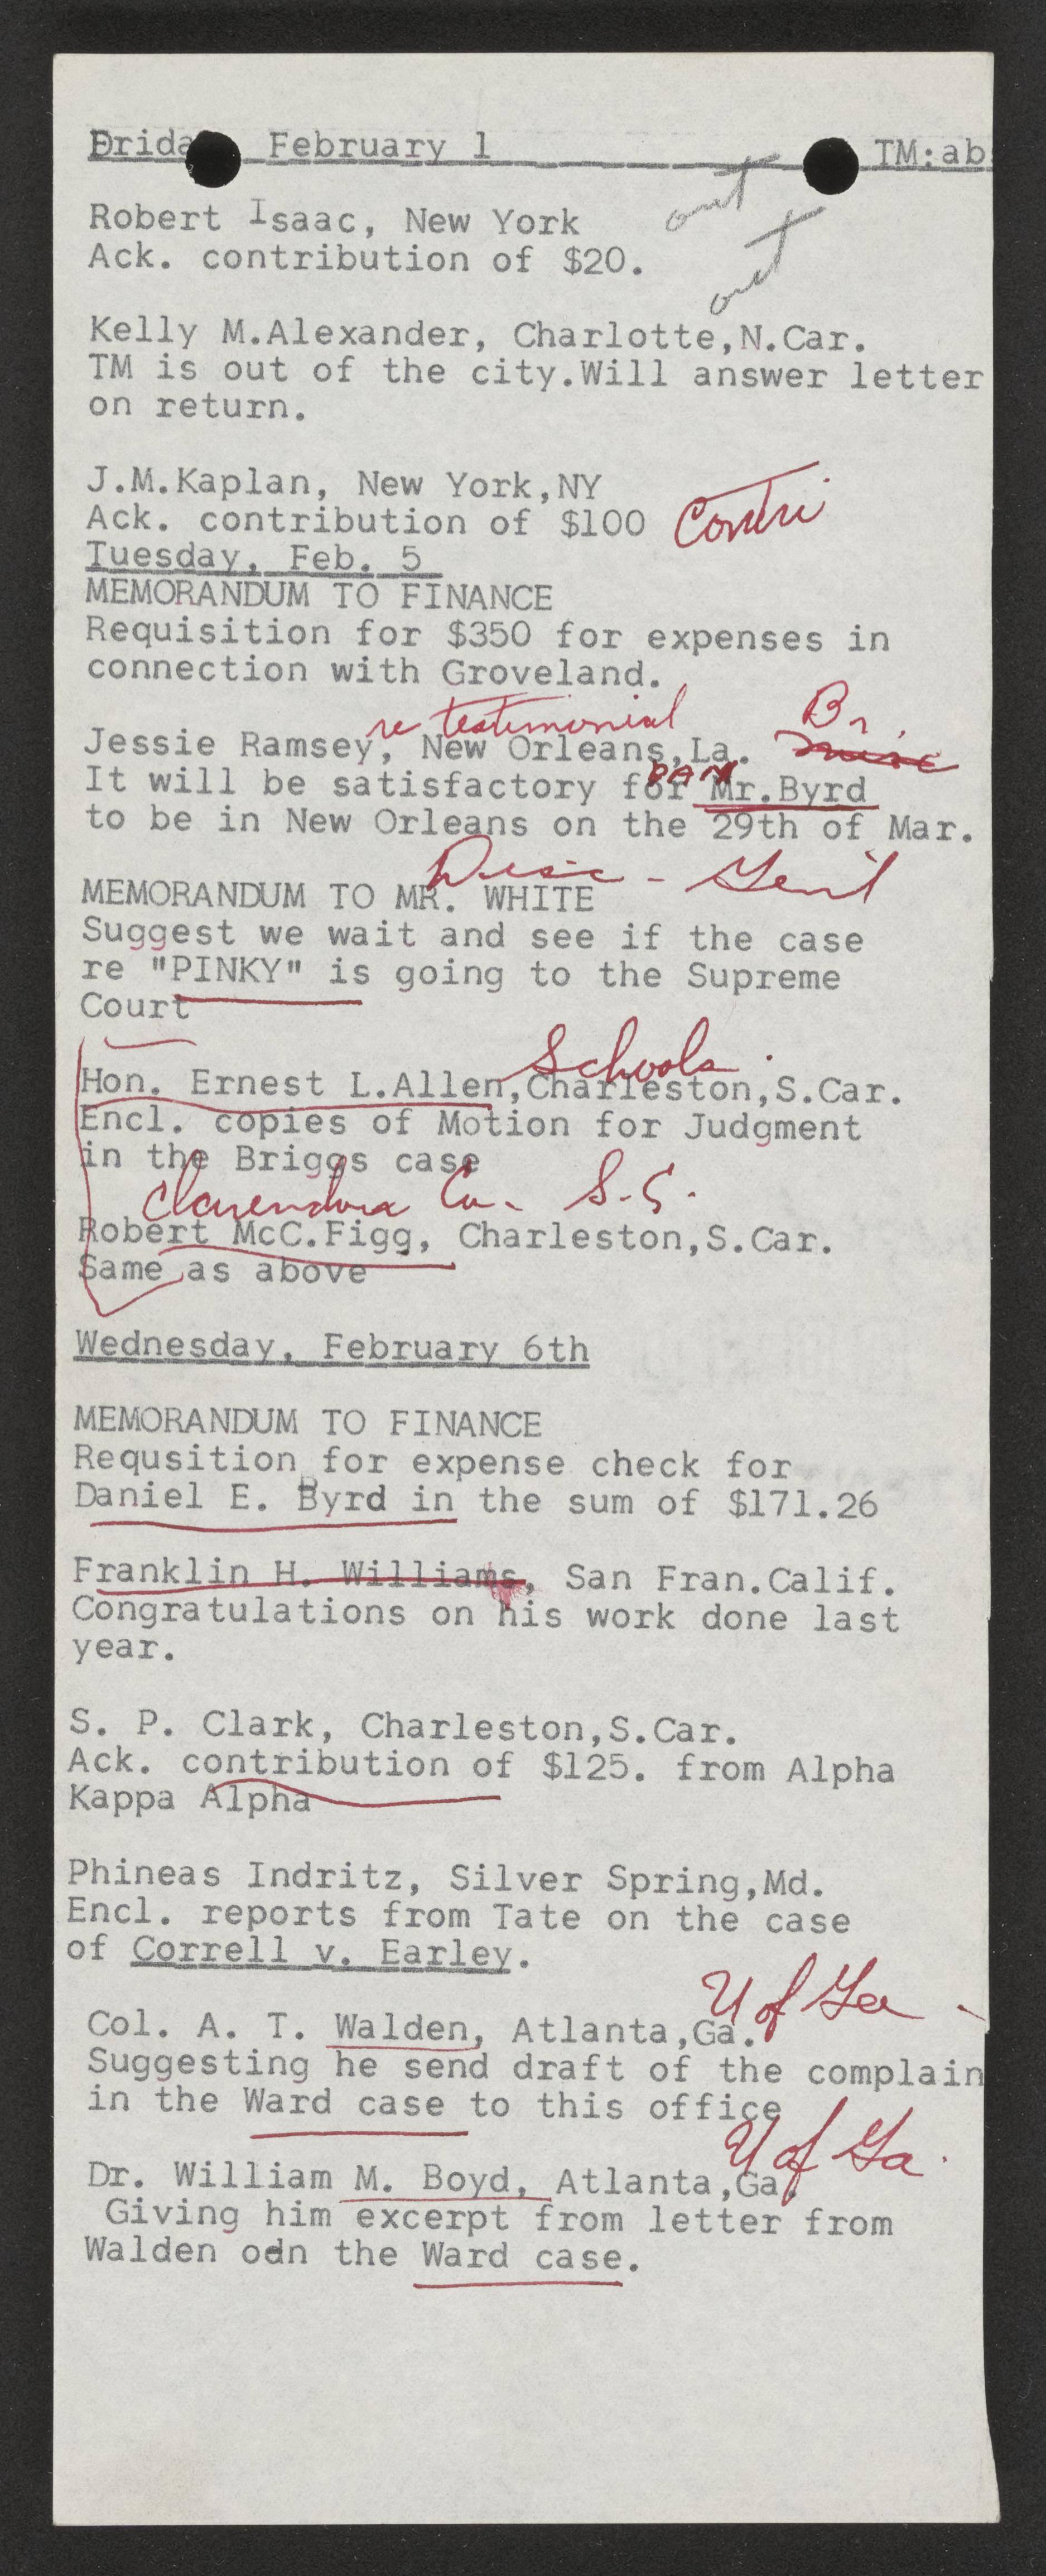 Frida February 1 TM:ab
out
Robert Isaac, New York
Ack. contribution of $20.
out
Kelly M.Alexander, Charlotte,N.Car.
TM is out of the city.Will answer letter
on return.
J.M.Kaplan, New York,NY
Ack. contribution of $100 Contri
Tuesday, Feb. 5
MEMORANDUM TO FINANCE
Requisition for $350 for expenses in
connection with Groveland.
re testimonial Br.
Jessie Ramsey, New Orleans,La. misc
It will be satisfactory for Mr.Byrd
to be in New Orleans on the 29th of Mar.
Disc - Genl
MEMORANDUM TO MR. WHITE
Suggest we wait and see if the case
re "PINKY" is going to the Supreme
Court
Schools
Hon. Ernest L.Allen,Charleston,S.Car.
Encl. copies of Motion for Judgment
in the Briggs case
Clarendon Co. S.C.
Robert McC.Figg, Charleston,S.Car.
Same as above
Wednesday, February 6th
MEMORANDUM TO FINANCE
Requsition for expense check for
Daniel E. Byrd in the sum of $171.26
Franklin H. Williams, San Fran.Calif.
Congratulations on his work done last
year.
S. P. Clark, Charleston,S.Car.
Ack. contribution of $125. from Alpha
Kappa Alpha
Phineas Indritz, Silver Spring,Md.
Encl. reports from Tate on the case
of Correll v. Earley.
U of Ga -
Col. A. T. Walden, Atlanta,Ga.
Suggesting he send draft of the complain
in the Ward case to this office
U of Ga.
Dr. William M. Boyd, Atlanta,Ga.
Giving him excerpt from letter from
Walden odn the Ward case.